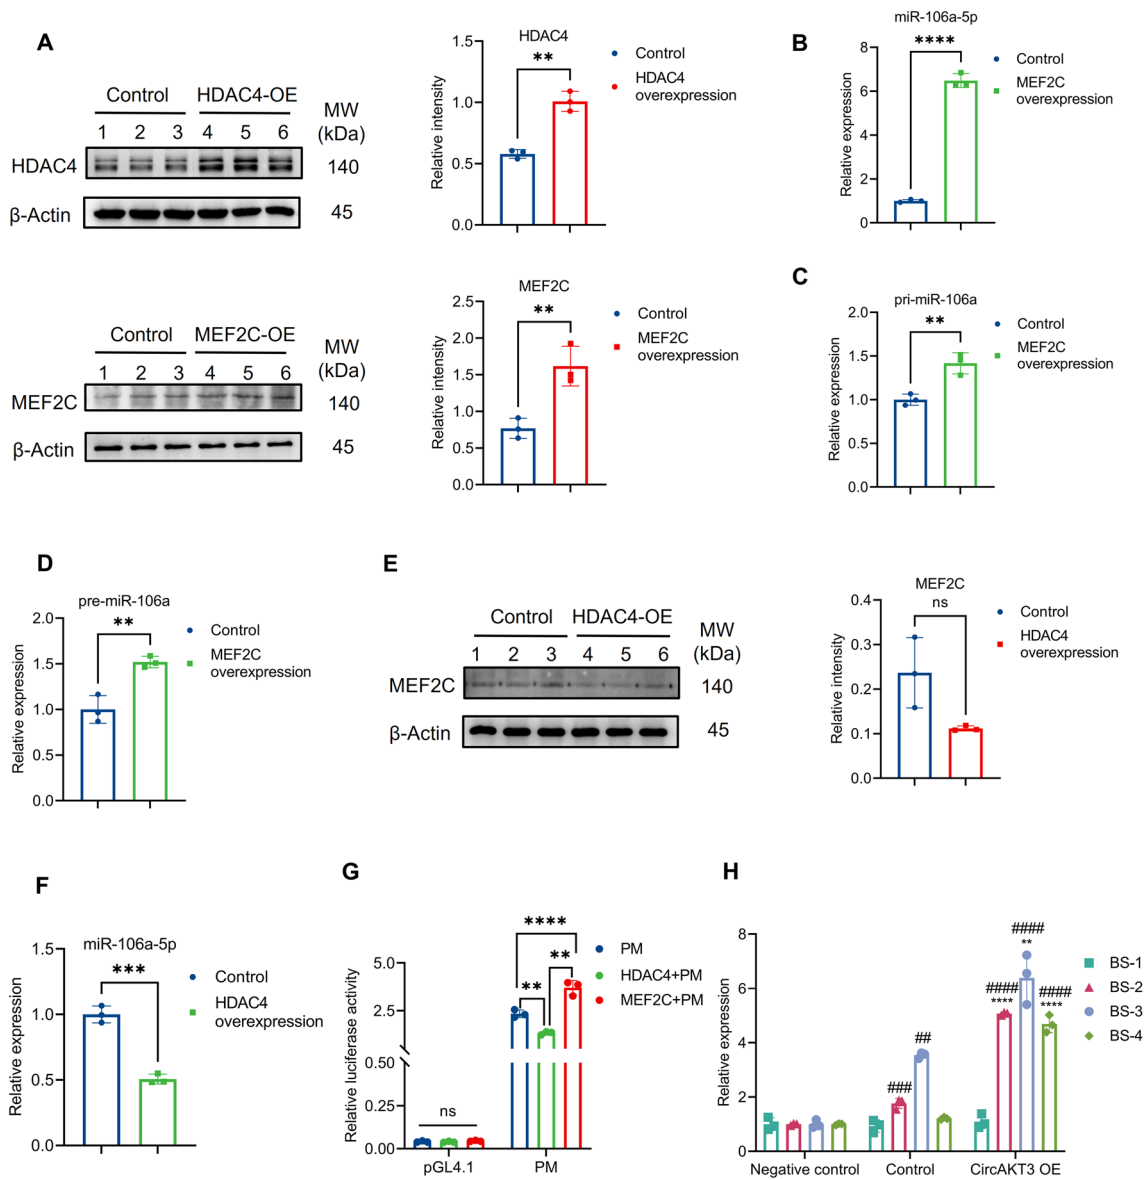 A
Control HDAC4-OE
MW
(kDa)
1 2 3 4 5 6
HDAC4
140
β-Actin
45
HDAC4
**
Relative intensity
1.5
1.0
0.5
0.0
Control
HDAC4
overexpression
Control MEF2C-OE
MW
(kDa)
1 2 3 4 5 6
MEF2C
140
β-Actin
45
MEF2C
**
Relative intensity
2.5
2.0
1.5
1.0
0.5
0.0
Control
MEF2C
overexpression
B
miR-106a-5p
****
Relative expression
8
6
4
2
0
Control
MEF2C
overexpression
C
pri-miR-106a
**
Relative expression
2.0
1.5
1.0
0.5
0.0
Control
MEF2C
overexpression
D
pre-miR-106a
**
Relative expression
2.0
1.5
1.0
0.5
0.0
Control
MEF2C
overexpression
E
Control HDAC4-OE
MW
(kDa)
1 2 3 4 5 6
MEF2C
140
β-Actin
45
MEF2C
ns
Relative intensity
0.4
0.3
0.2
0.1
0.0
Control
HDAC4
overexpression
F
miR-106a-5p
***
Relative expression
1.5
1.0
0.5
0.0
Control
HDAC4
overexpression
G
****
**
**
ns
Relative luciferase activity
5.0
2.5
0.50
0.25
0.00
pGL4.1 PM
PM
HDAC4+PM
MEF2C+PM
H
Relative expression
8
6
4
2
0
###
##
####
****
####
**
####
****
Negative control Control CircAKT3 OE
BS-1
BS-2
BS-3
BS-4